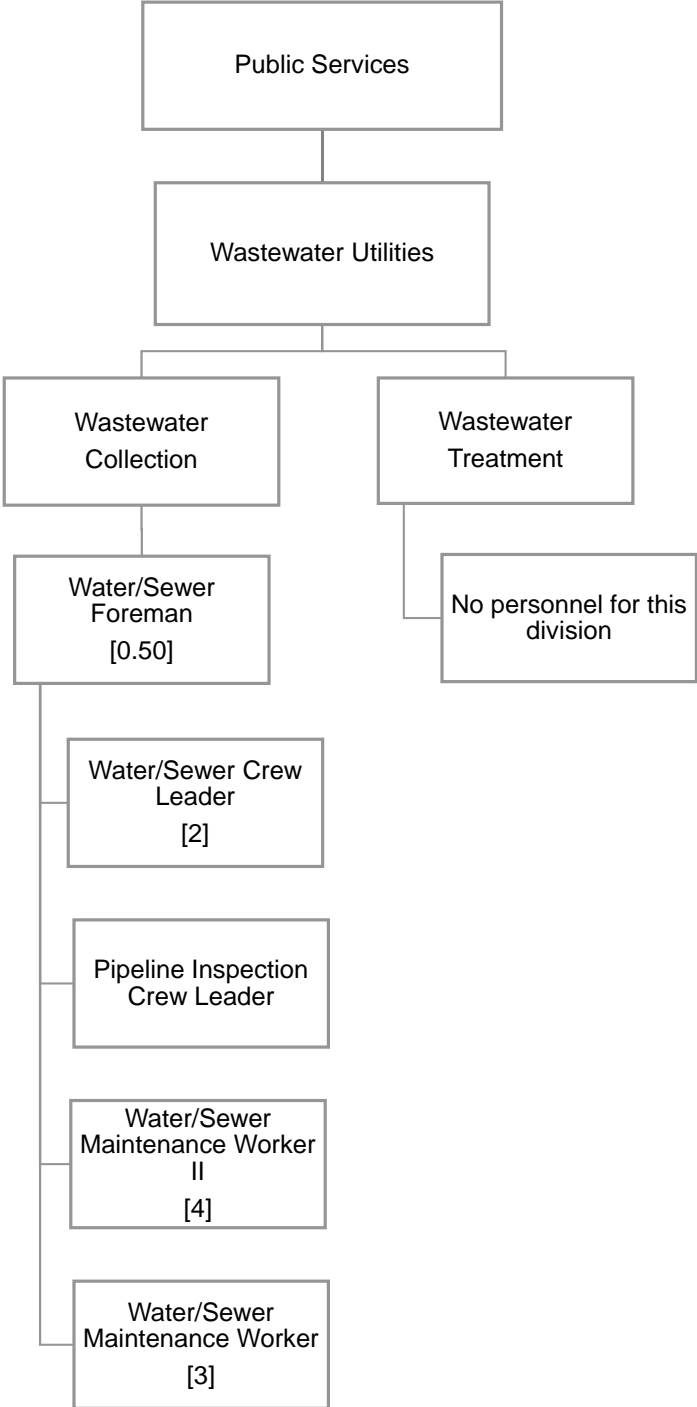 Public Services
Wastewater Utilities
Wastewater
Collection
Wastewater
Treatment
Water/Sewer
Foreman
[0.50]
No personnel for this
division
Water/Sewer Crew
Leader
[2]
Pipeline Inspection
Crew Leader
Water/Sewer
Maintenance Worker
II
[4]
Water/Sewer
Maintenance Worker
[3]